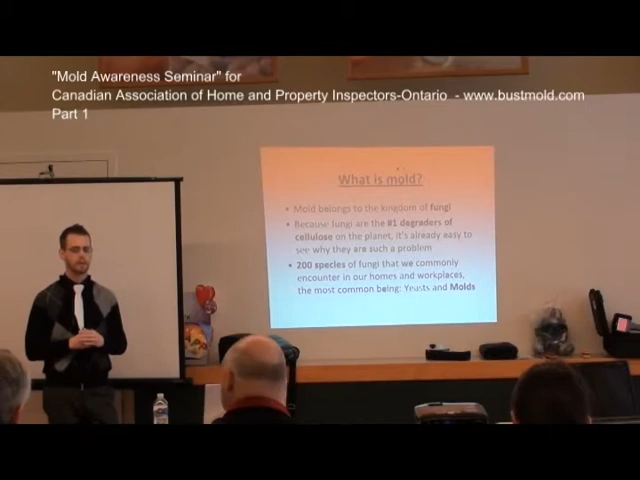 "Mold Awareness Seminar" for
Canadian Association of Home and Property Inspectors-Ontario - www.bustmold.com
Part 1
What is mold?
• Mold belongs to the kingdom of fungi
• Because fungi are the #1 degraders of
cellulose on the planet, it's already easy to
see why they are such a problem
• 200 species of fungi that we commonly
encounter in our homes and workplaces,
the most common being: Yeasts and Molds